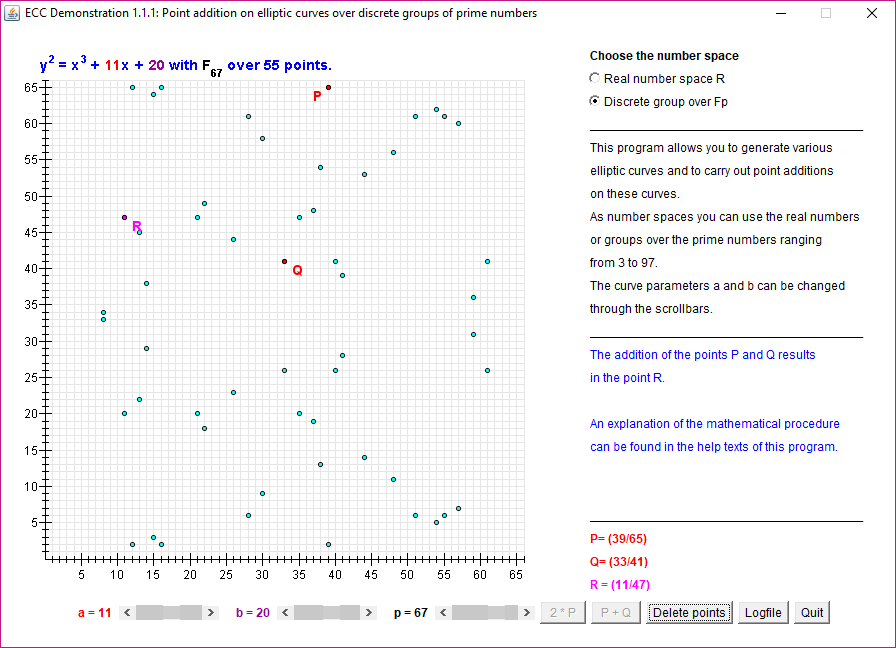 ECC Demonstration 1.1.1: Point addition on elliptic curves over discrete groups of prime numbers
y² = x³ + 11x + 20 with F₆₇ over 55 points.
65
60
55
50
45
40
35
30
25
20
15
10
5
P
R
Q
5 10 15 20 25 30 35 40 45 50 55 60 65
Choose the number space
Real number space R
Discrete group over Fp
This program allows you to generate various
elliptic curves and to carry out point additions
on these curves.
As number spaces you can use the real numbers
or groups over the prime numbers ranging
from 3 to 97.
The curve parameters a and b can be changed
through the scrollbars.
The addition of the points P and Q results
in the point R.
An explanation of the mathematical procedure
can be found in the help texts of this program.
P= (39/65)
Q= (33/41)
R = (11/47)
a = 11 b = 20 p = 67 2 * P P + Q Delete points Logfile Quit